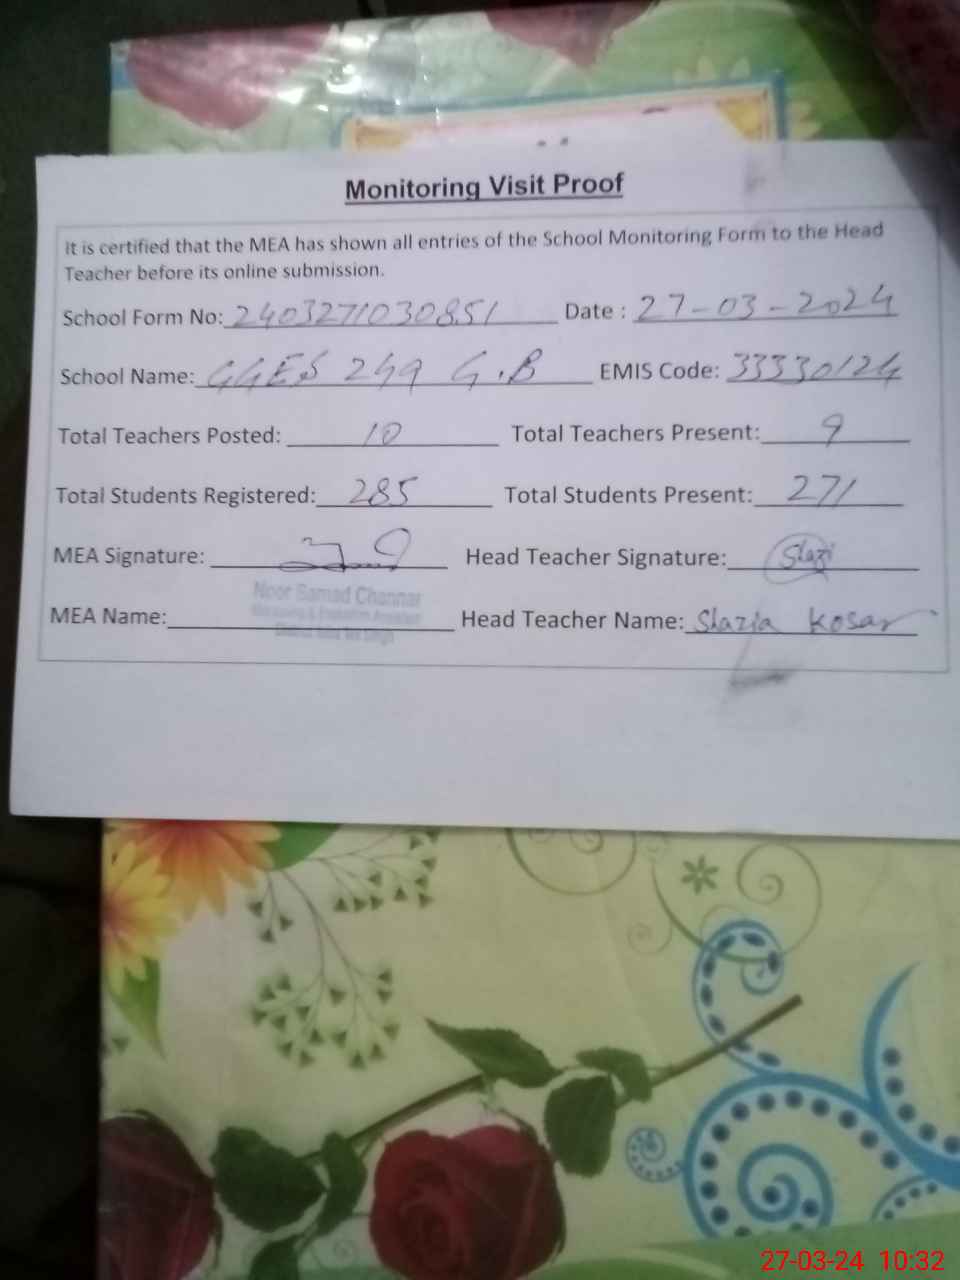 Monitoring Visit Proof
It is certified that the MEA has shown all entries of the School Monitoring Form to the Head
Teacher before its online submission.
School Form No: 2403271030851 Date : 27-03-2024
School Name: GGES 249 G.B EMIS Code: 33330124
Total Teachers Posted: 10 Total Teachers Present: 9
Total Students Registered: 285 Total Students Present: 271
MEA Signature: Head Teacher Signature: Slazi
MEA Name: Noor Samad Channar Head Teacher Name: Slazia Kosar
27-03-24 10:32